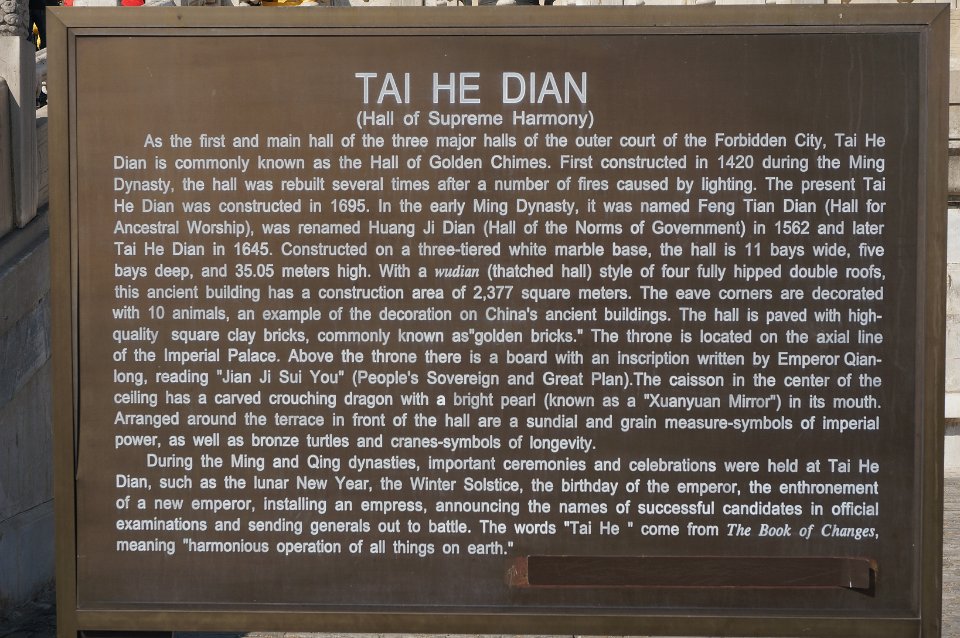 TAI HE DIAN
(Hall of Supreme Harmony)
As the first and main hall of the three major halls of the outer court of the Forbidden City, Tai He
Dian is commonly known as the Hall of Golden Chimes. First constructed in 1420 during the Ming
Dynasty, the hall was rebuilt several times after a number of fires caused by lighting. The present Tai
He Dian was constructed in 1695. In the early Ming Dynasty, it was named Feng Tian Dian (Hall for
Ancestral Worship), was renamed Huang Ji Dian (Hall of the Norms of Government) in 1562 and later
Tai He Dian in 1645. Constructed on a three-tiered white marble base, the hall is 11 bays wide, five
bays deep, and 35.05 meters high. With a wudian (thatched hall) style of four fully hipped double roofs,
this ancient building has a construction area of 2,377 square meters. The eave corners are decorated
with 10 animals, an example of the decoration on China's ancient buildings. The hall is paved with high-
quality square clay bricks, commonly known as"golden bricks." The throne is located on the axial line
of the Imperial Palace. Above the throne there is a board with an inscription written by Emperor Qian-
long, reading "Jian Ji Sui You" (People's Sovereign and Great Plan).The caisson in the center of the
ceiling has a carved crouching dragon with a bright pearl (known as a "Xuanyuan Mirror") in its mouth.
Arranged around the terrace in front of the hall are a sundial and grain measure-symbols of imperial
power, as well as bronze turtles and cranes-symbols of longevity.
During the Ming and Qing dynasties, important ceremonies and celebrations were held at Tai He
Dian, such as the lunar New Year, the Winter Solstice, the birthday of the emperor, the enthronement
of a new emperor, installing an empress, announcing the names of successful candidates in official
examinations and sending generals out to battle. The words "Tai He " come from The Book of Changes,
meaning "harmonious operation of all things on earth."